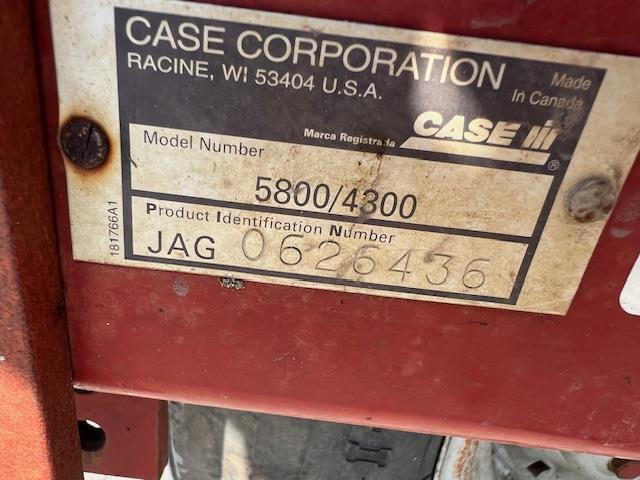 CASE CORPORATION
RACINE, WI 53404 U.S.A.
Made
In Canada
Marca Registrada
CASE IH
®
Model Number
5800/4300
Product Identification Number
JAG 0626436
181766A1